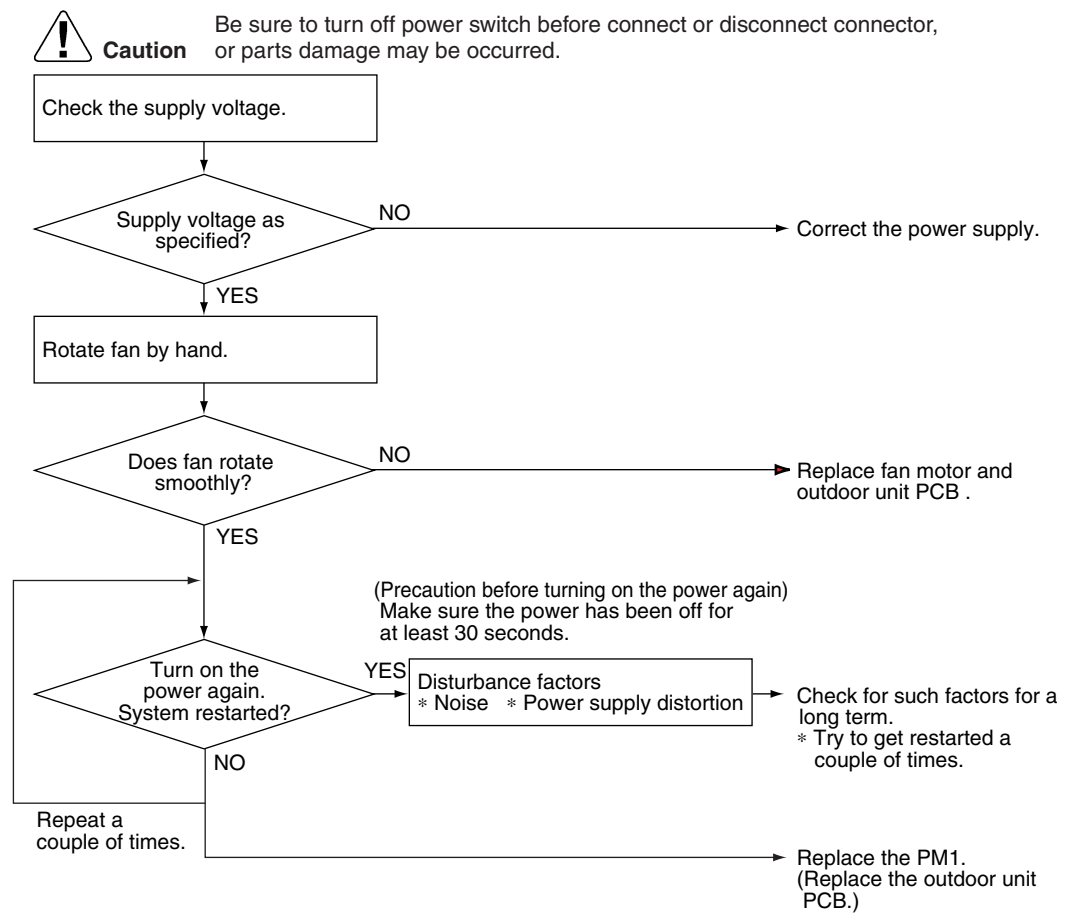 Be sure to turn off power switch before connect or disconnect connector,
Caution or parts damage may be occurred.
Check the supply voltage.
Supply voltage as
specified?
NO
Correct the power supply.
YES
Rotate fan by hand.
Does fan rotate
smoothly?
NO
Replace fan motor and
outdoor unit PCB .
YES
(Precaution before turning on the power again)
Make sure the power has been off for
at least 30 seconds.
Turn on the
power again.
System restarted?
YES
Disturbance factors
* Noise * Power supply distortion
Check for such factors for a
long term.
* Try to get restarted a
couple of times.
NO
Repeat a
couple of times.
Replace the PM1.
(Replace the outdoor unit
PCB.)